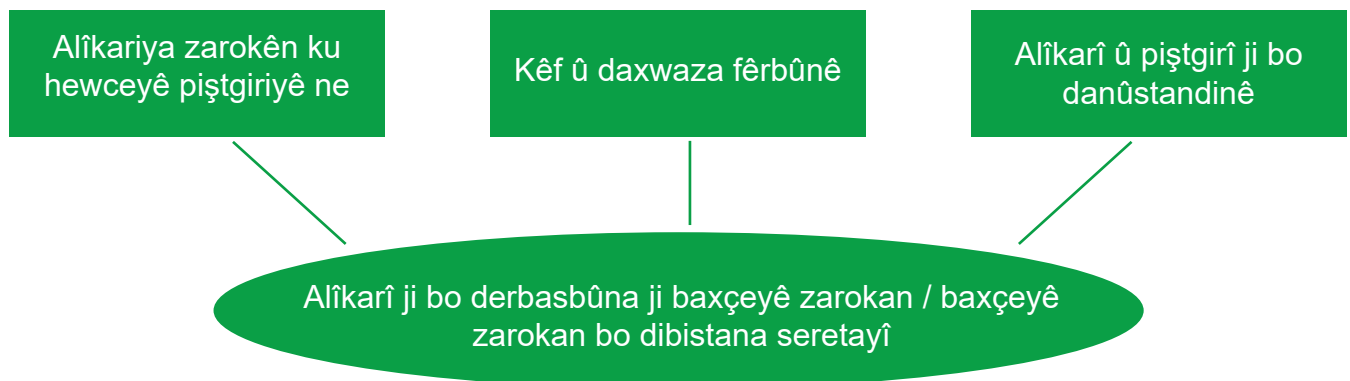 Alîkariya zarokên ku
hewceyê piştgiriyê ne
Kêf û daxwaza fêrbûnê
Alîkarî û piştgirî ji bo
danûstandinê
Alîkarî ji bo derbasbûna ji baxçeyê zarokan / baxçeyê
zarokan bo dibistana seretayî